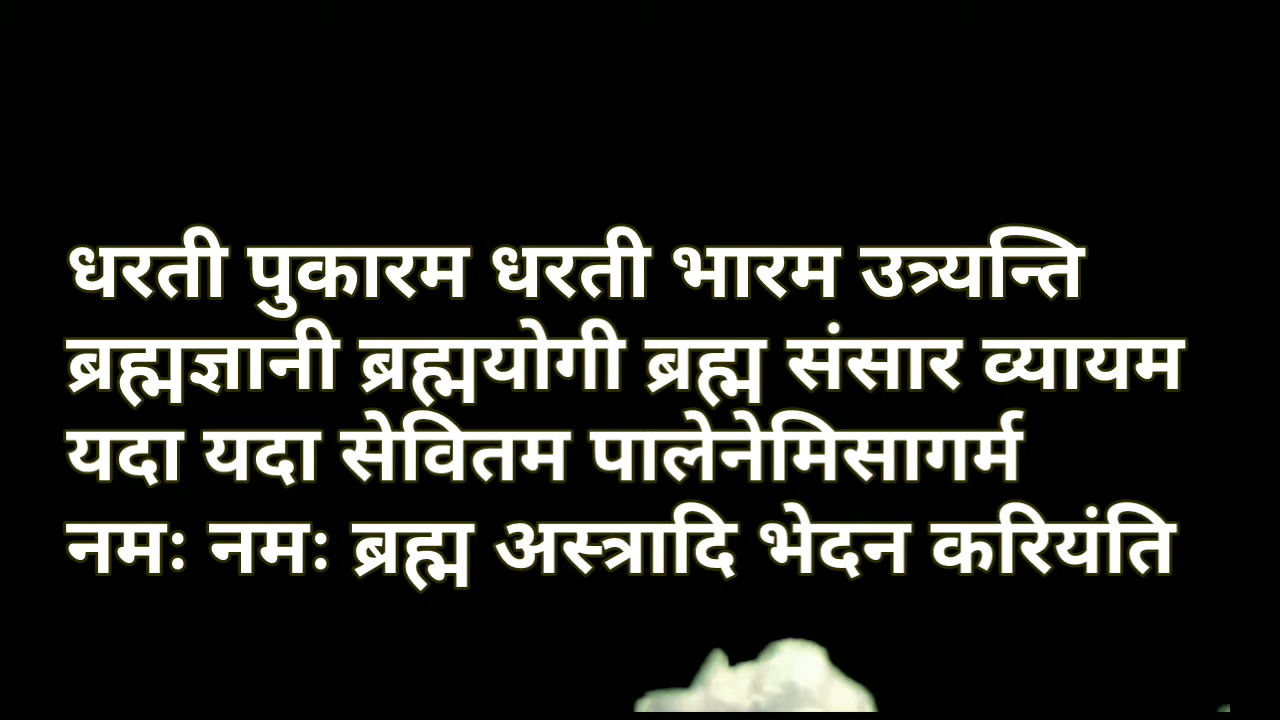 धरती पुकारम धरती भारम उत्र्यन्ति
ब्रह्मज्ञानी ब्रह्मयोगी ब्रह्म संसार व्यायम
यदा यदा सेवितम पालेनेमिसागर्म
नमः नमः ब्रह्म अस्त्रादि भेदन करियंति